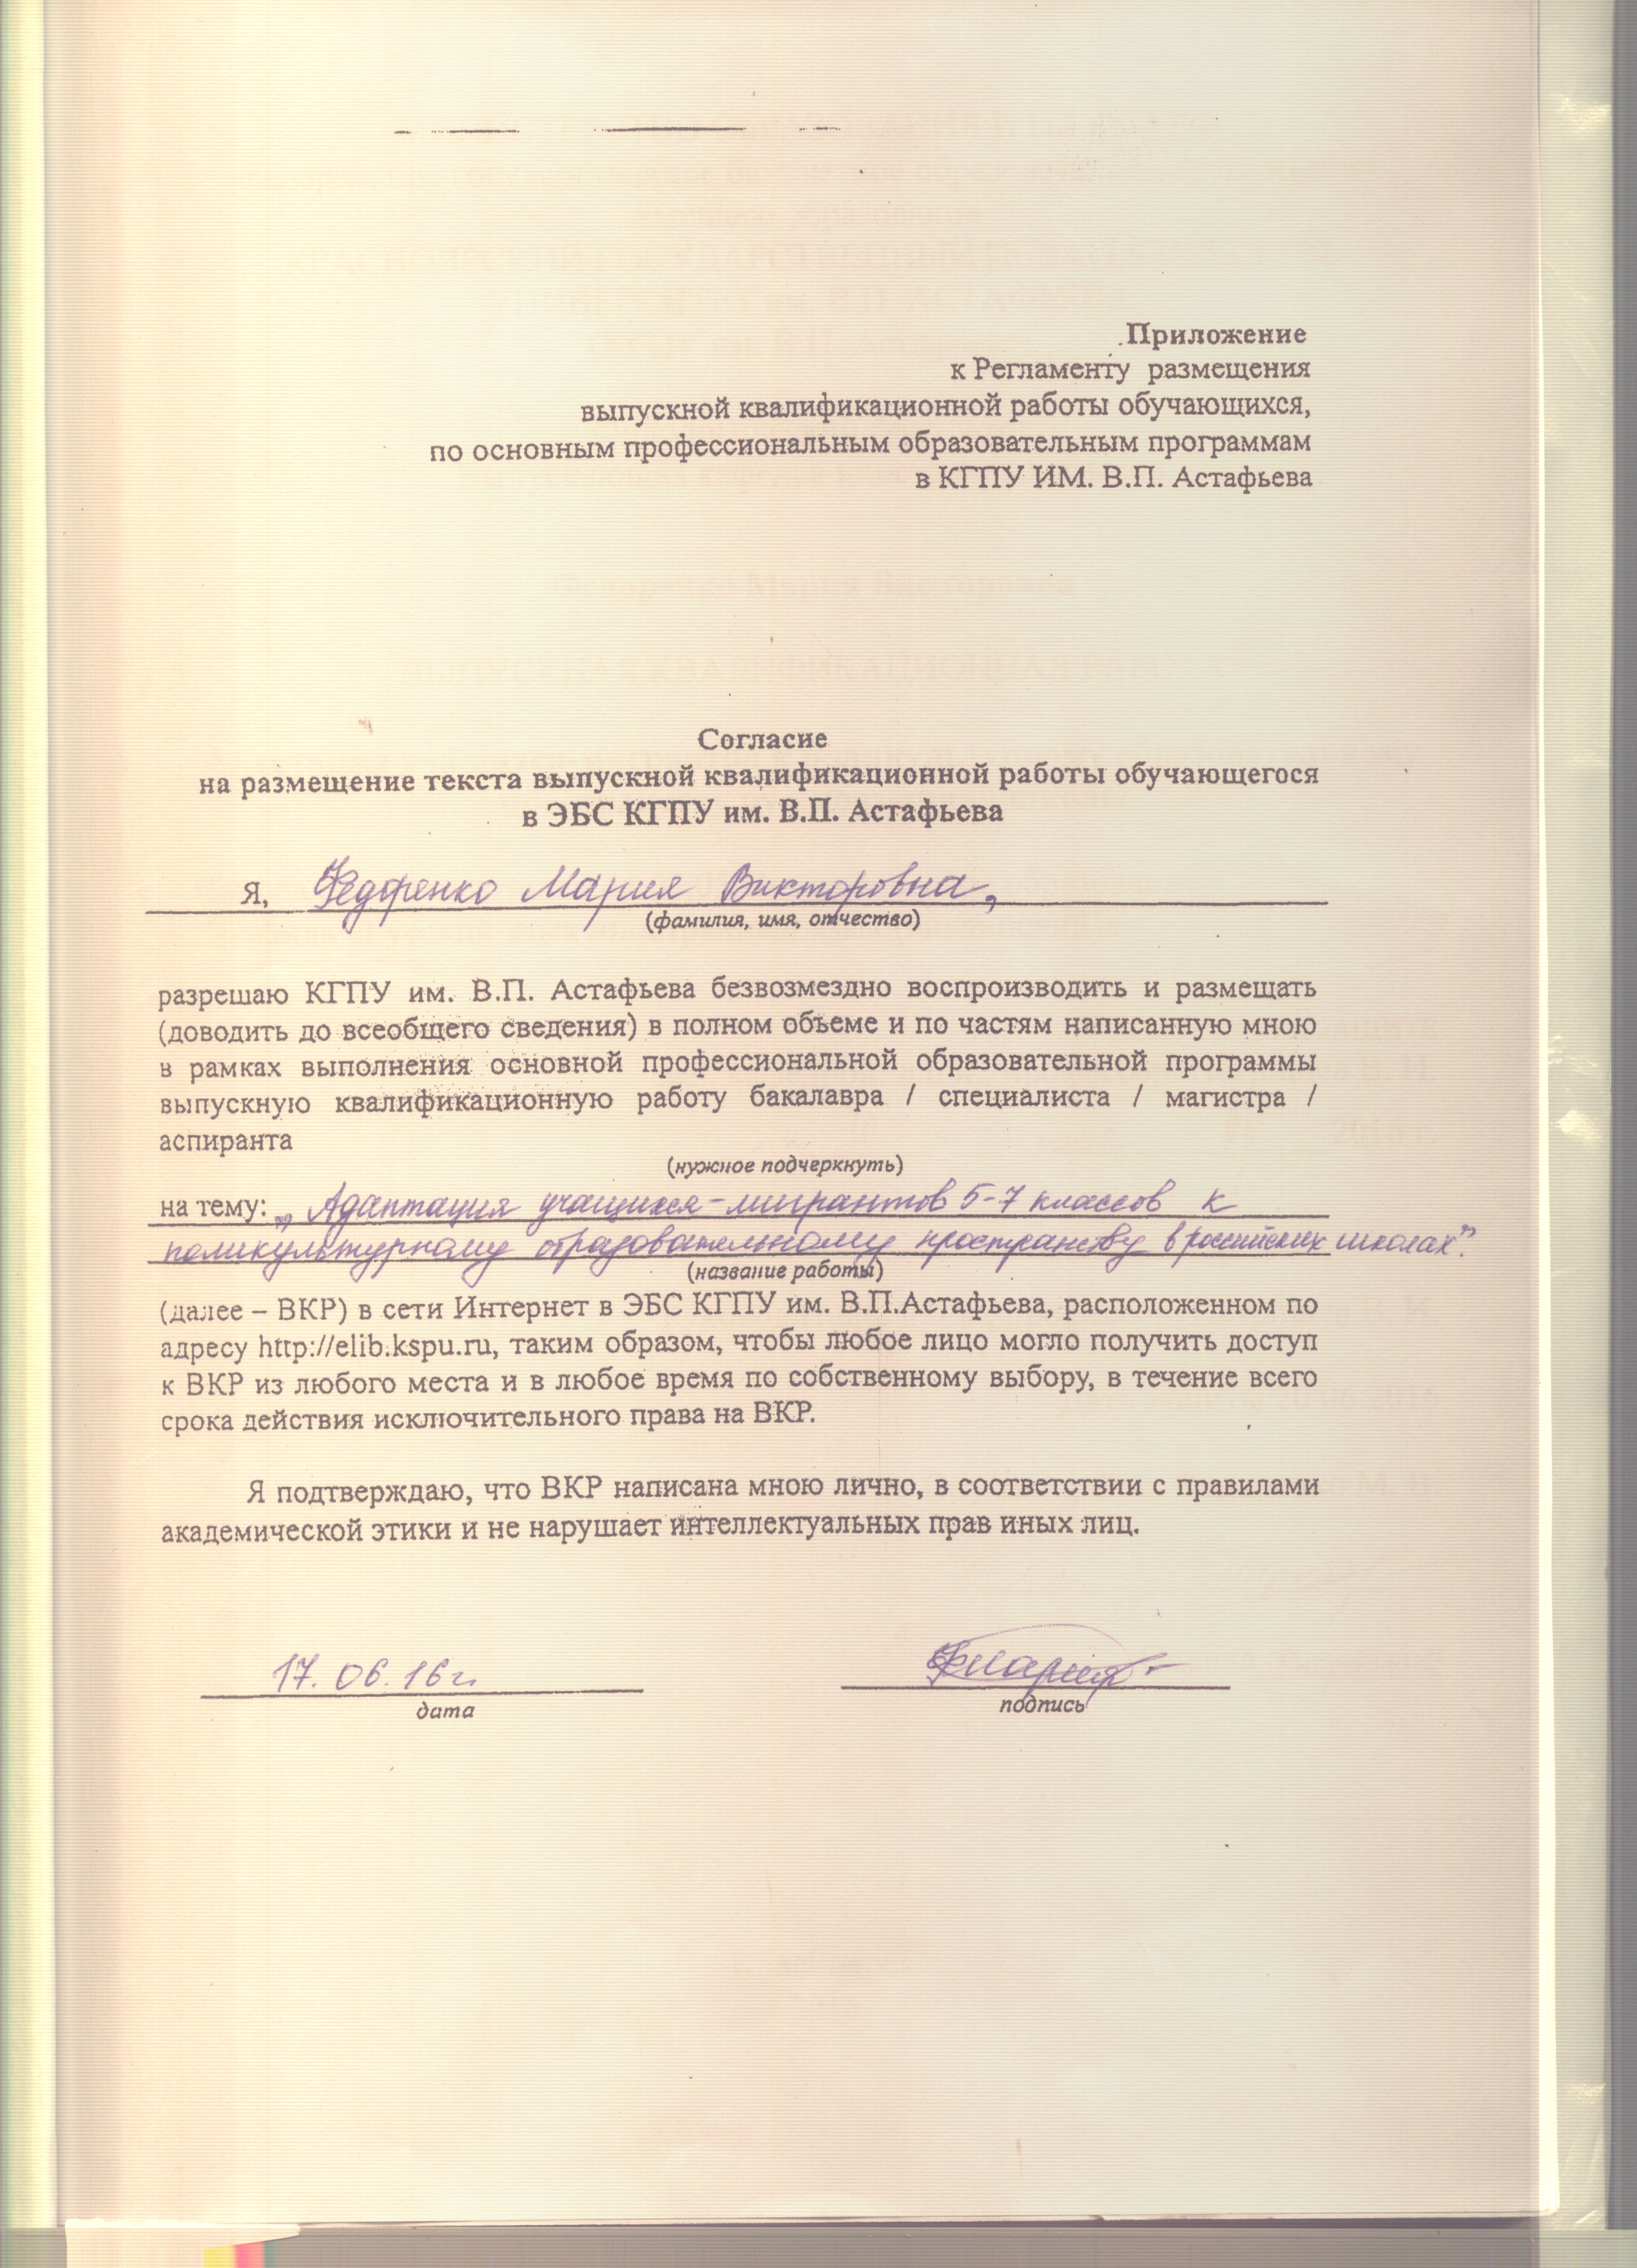 Приложение
к Регламенту размещения
выпускной квалификационной работы обучающихся,
по основным профессиональным образовательным программам
в КГПУ ИМ. В.П. Астафьева
Согласие
на размещение текста выпускной квалификационной работы обучающегося
в ЭБС КГПУ им. В.П. Астафьева
Я, Федоренко Мария Викторовна,
(фамилия, имя, отчество)
разрешаю КГПУ им. В.П. Астафьева безвозмездно воспроизводить и размещать
(доводить до всеобщего сведения) в полном объеме и по частям написанную мною
в рамках выполнения основной профессиональной образовательной программы
выпускную квалификационную работу бакалавра / специалиста / магистра /
аспиранта
(нужное подчеркнуть)
на тему: „Адаптация учащихся-мигрантов 5-7 классов к
поликультурному образовательному пространству в российских школах".
(название работы)
(далее – ВКР) в сети Интернет в ЭБС КГПУ им. В.П.Астафьева, расположенном по
адресу http://elib.kspu.ru, таким образом, чтобы любое лицо могло получить доступ
к ВКР из любого места и в любое время по собственному выбору, в течение всего
срока действия исключительного права на ВКР.
Я подтверждаю, что ВКР написана мною лично, в соответствии с правилами
академической этики и не нарушает интеллектуальных прав иных лиц.
17.06.16г.
дата
подпись